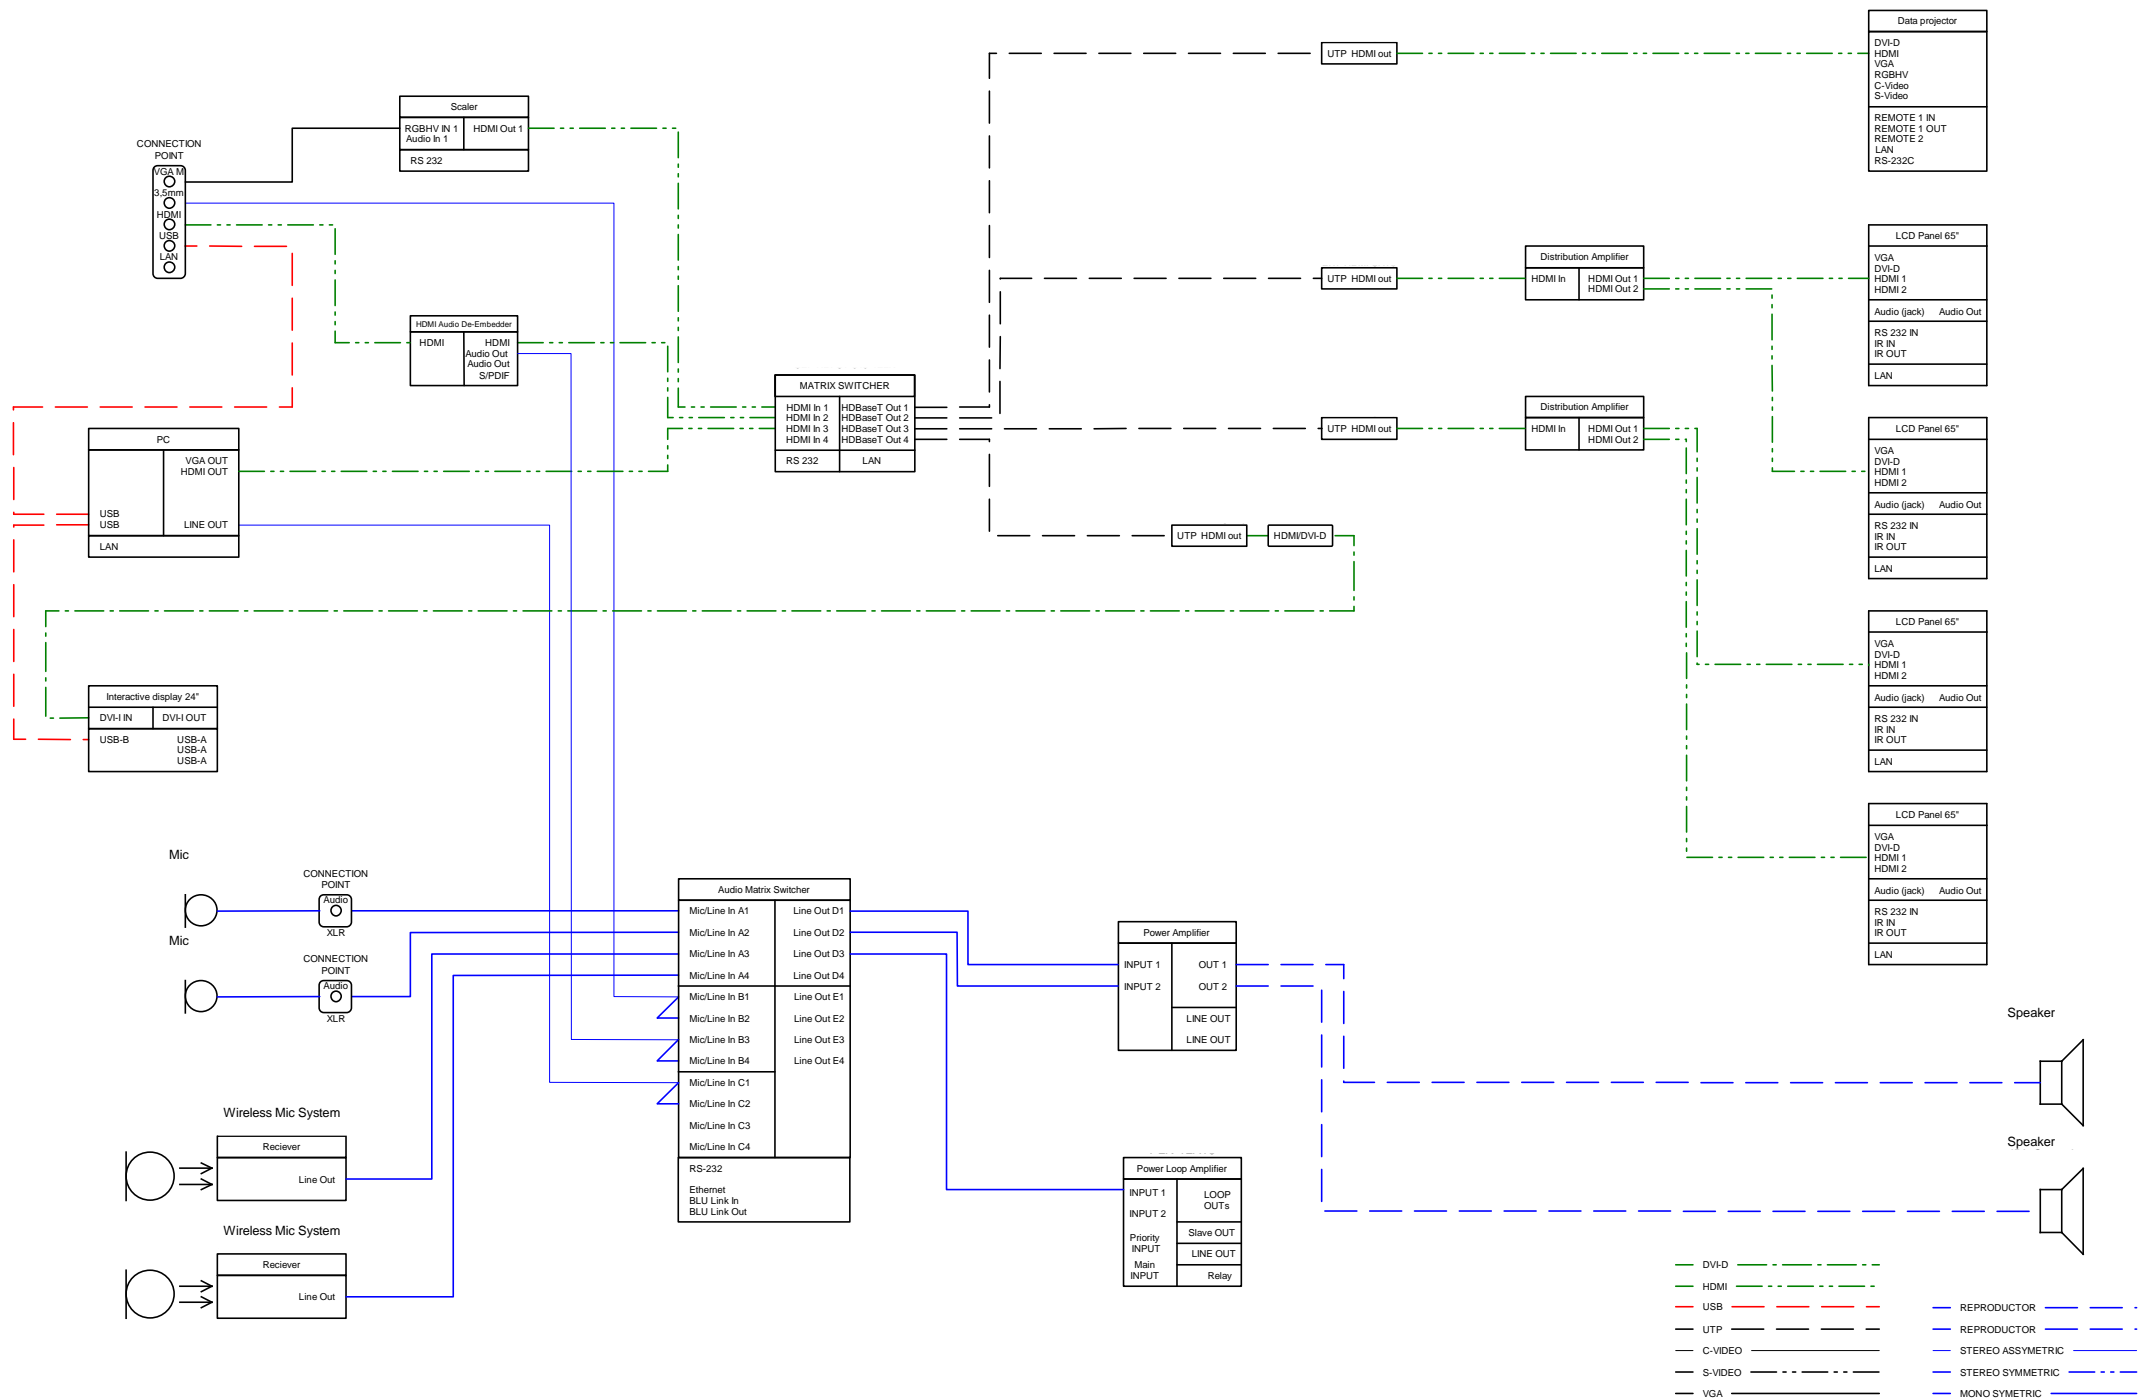 Data projector
DVI-D
HDMI
VGA
RGBHV
C-Video
S-Video
REMOTE 1 IN
REMOTE 1 OUT
REMOTE 2
LAN
RS-232C
UTP HDMI out
Scaler
RGBHV IN 1 HDMI Out 1
Audio In 1
RS 232
CONNECTION
POINT
VGA M
3,5mm
HDMI
USB
LAN
HDMI Audio De-Embedder
HDMI HDMI
Audio Out
Audio Out
S/PDIF
MATRIX SWITCHER
HDMI In 1 HDBaseT Out 1
HDMI In 2 HDBaseT Out 2
HDMI In 3 HDBaseT Out 3
HDMI In 4 HDBaseT Out 4
RS 232 LAN
UTP HDMI out
Distribution Amplifier
HDMI In HDMI Out 1
HDMI Out 2
LCD Panel 65"
VGA
DVI-D
HDMI 1
HDMI 2
Audio (jack) Audio Out
RS 232 IN
IR IN
IR OUT
LAN
UTP HDMI out
Distribution Amplifier
HDMI In HDMI Out 1
HDMI Out 2
LCD Panel 65"
VGA
DVI-D
HDMI 1
HDMI 2
Audio (jack) Audio Out
RS 232 IN
IR IN
IR OUT
LAN
PC
VGA OUT
HDMI OUT
USB
USB LINE OUT
LAN
UTP HDMI out
HDMI/DVI-D
LCD Panel 65"
VGA
DVI-D
HDMI 1
HDMI 2
Audio (jack) Audio Out
RS 232 IN
IR IN
IR OUT
LAN
Interactive display 24"
DVI-I IN DVI-I OUT
USB-B USB-A
USB-A
USB-A
LCD Panel 65"
VGA
DVI-D
HDMI 1
HDMI 2
Audio (jack) Audio Out
RS 232 IN
IR IN
IR OUT
LAN
Mic
CONNECTION
POINT
Audio
XLR
Mic
CONNECTION
POINT
Audio
XLR
Audio Matrix Switcher
Mic/Line In A1 Line Out D1
Mic/Line In A2 Line Out D2
Mic/Line In A3 Line Out D3
Mic/Line In A4 Line Out D4
Mic/Line In B1 Line Out E1
Mic/Line In B2 Line Out E2
Mic/Line In B3 Line Out E3
Mic/Line In B4 Line Out E4
Mic/Line In C1
Mic/Line In C2
Mic/Line In C3
Mic/Line In C4
RS-232
Ethernet
BLU Link In
BLU Link Out
Power Amplifier
INPUT 1 OUT 1
INPUT 2 OUT 2
LINE OUT
LINE OUT
Speaker
Speaker
Wireless Mic System
Reciever
Line Out
Wireless Mic System
Reciever
Line Out
Power Loop Amplifier
INPUT 1 LOOP
OUTs
INPUT 2
Slave OUT
Priority
INPUT
LINE OUT
Main
INPUT
Relay
DVI-D
HDMI
USB
UTP
C-VIDEO
S-VIDEO
VGA
REPRODUCTOR
REPRODUCTOR
STEREO ASSYMETRIC
STEREO SYMMETRIC
MONO SYMETRIC